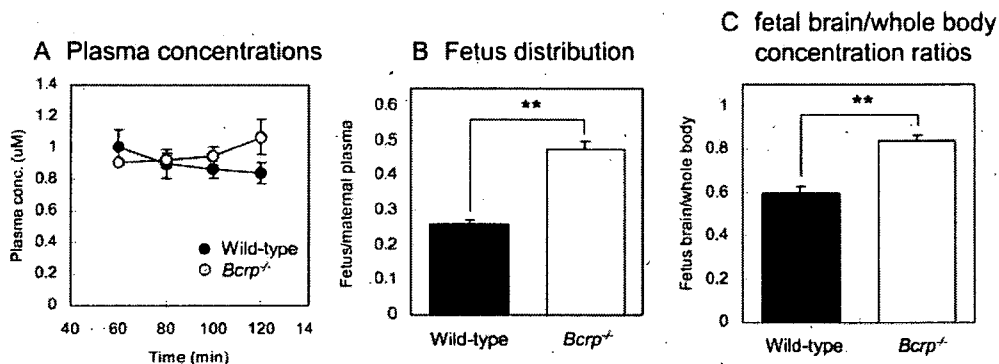 A Plasma concentrations
Plasma conc. (uM)
1.4
1.2
1
0.8
0.6
0.4
0.2
0
40 60 80 100 120 14
Time (min)
Wild-type
Bcrp-/-
B Fetus distribution
Fetus/maternal plasma
0.6
0.5
0.4
0.3
0.2
0.1
0
**
Wild-type Bcrp-/-
C fetal brain/whole body
concentration ratios
Fetus brain/whole body
1
0.8
0.6
0.4
0.2
0
**
Wild-type Bcrp-/-